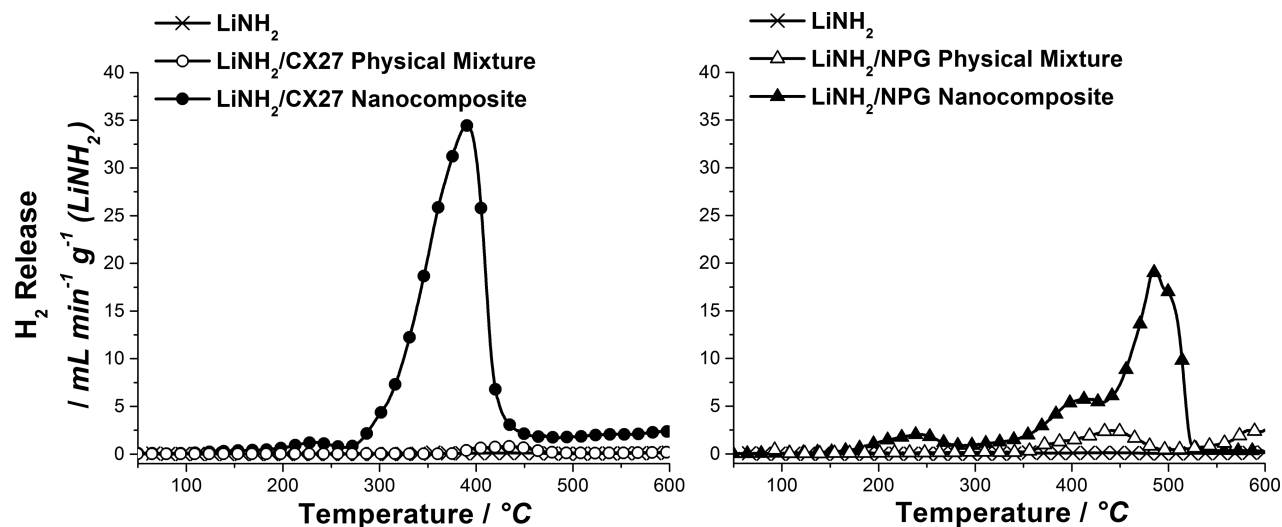 LiNH2
LiNH2/CX27 Physical Mixture
LiNH2/CX27 Nanocomposite
40
35
30
25
20
15
10
5
0
100 200 300 400 500 600
Temperature / °C
H2 Release
/ mL min-1 g-1 (LiNH2)
LiNH2
LiNH2/NPG Physical Mixture
LiNH2/NPG Nanocomposite
40
35
30
25
20
15
10
5
0
100 200 300 400 500 600
Temperature / °C